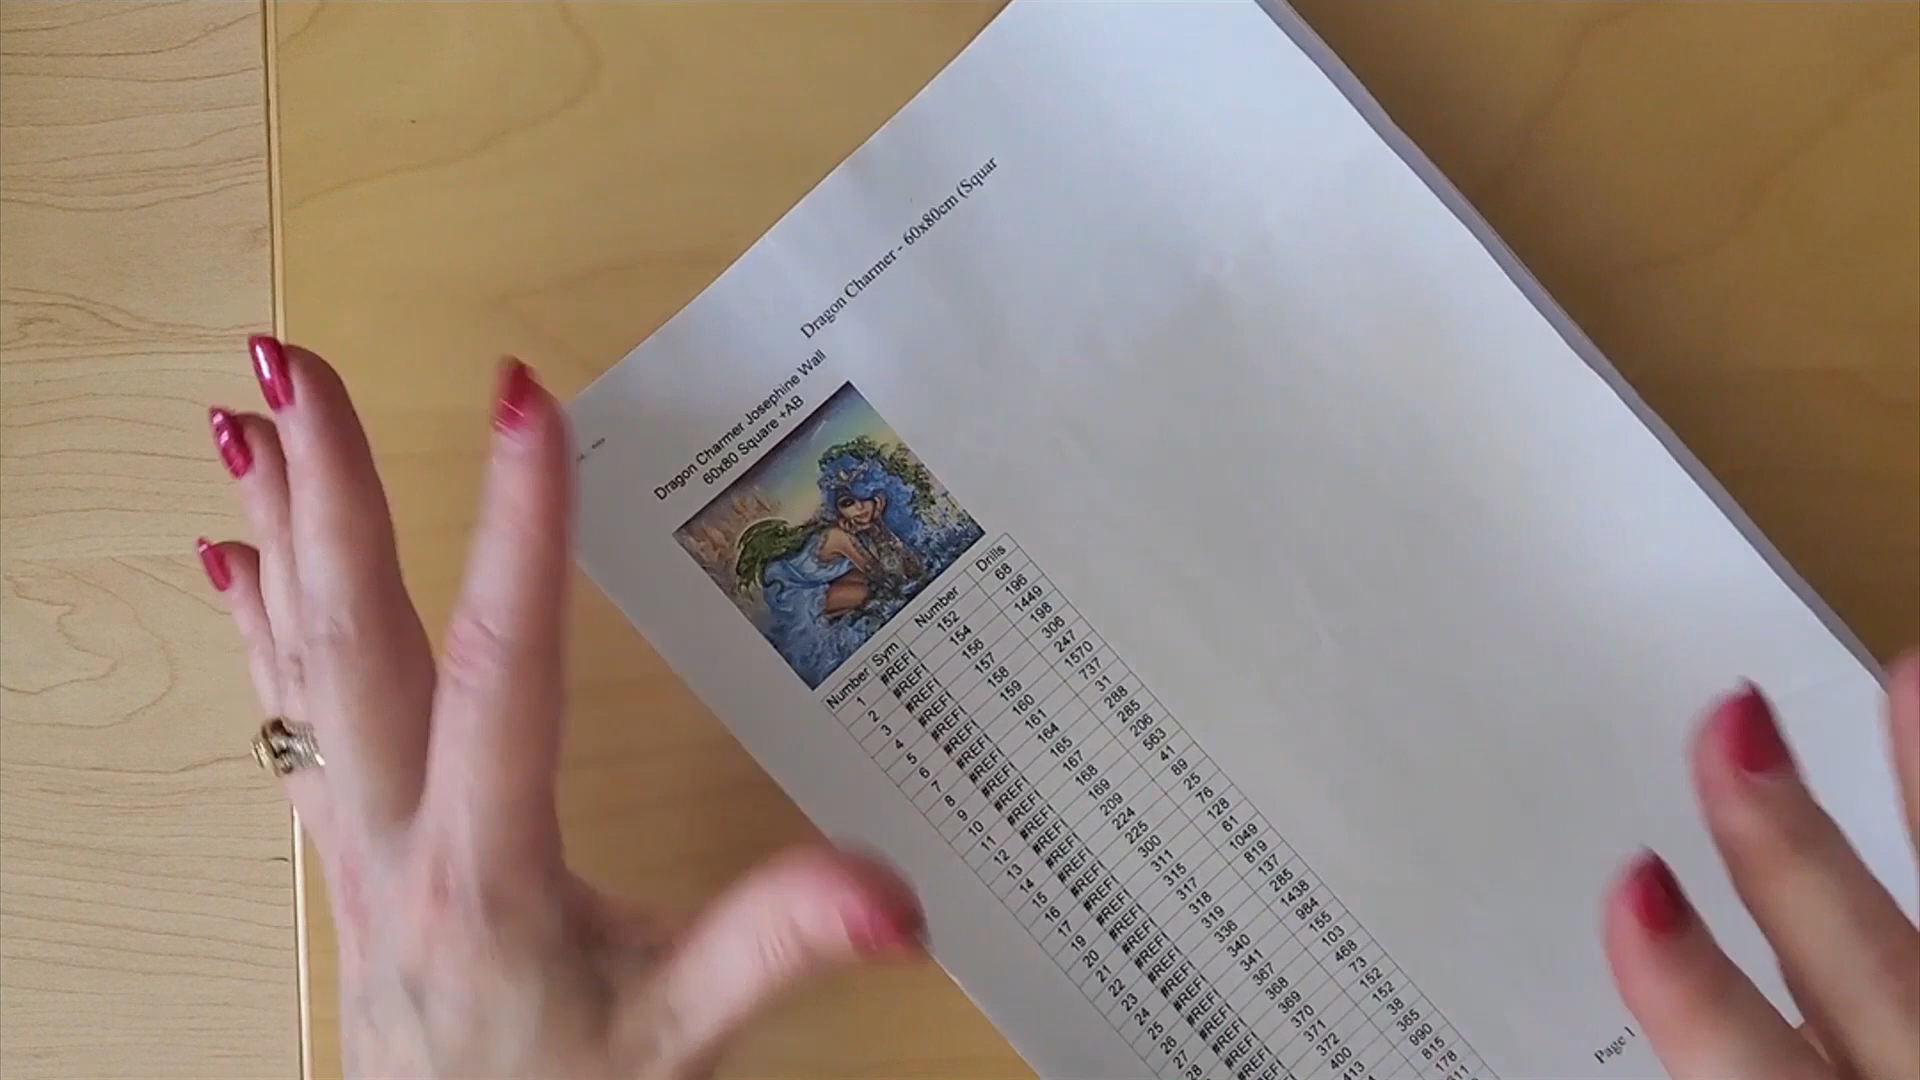 Dragon Charmer - 60x80cm (Squar
Dragon Charmer Josephine Wall
60x80 Square +AB
Number Sym Number Drills
1 #REF! 152 68
2 #REF! 154 196
3 #REF! 156 1449
4 #REF! 157 198
5 #REF! 158 306
6 #REF! 159 247
7 #REF! 160 1570
8 #REF! 161 737
9 #REF! 164 31
10 #REF! 165 288
11 #REF! 167 285
12 #REF! 168 206
13 #REF! 169 563
14 #REF! 209 41
15 #REF! 224 89
16 #REF! 225 25
17 #REF! 300 76
19 #REF! 311 128
20 #REF! 315 61
21 #REF! 317 1049
22 #REF! 318 819
23 #REF! 319 137
24 #REF! 336 285
25 #REF! 340 1438
26 #REF! 341 984
27 #REF! 367 155
28 #REF! 368 103
369 468
370 73
371 152
372 152
400 38
413 365
990
815
178
Page 1